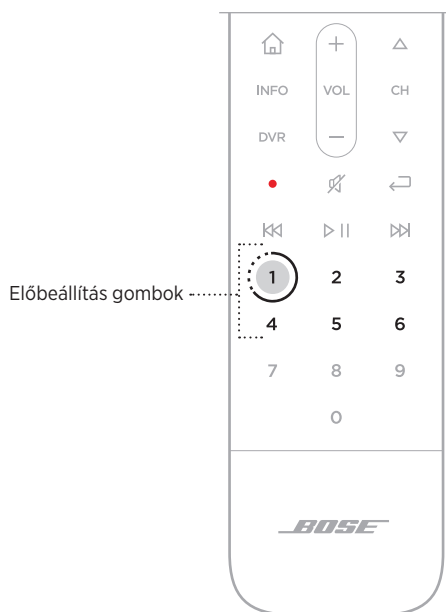 INFO VOL CH
DVR
Előbeállítás gombok
1 2 3
4 5 6
7 8 9
0
BOSE